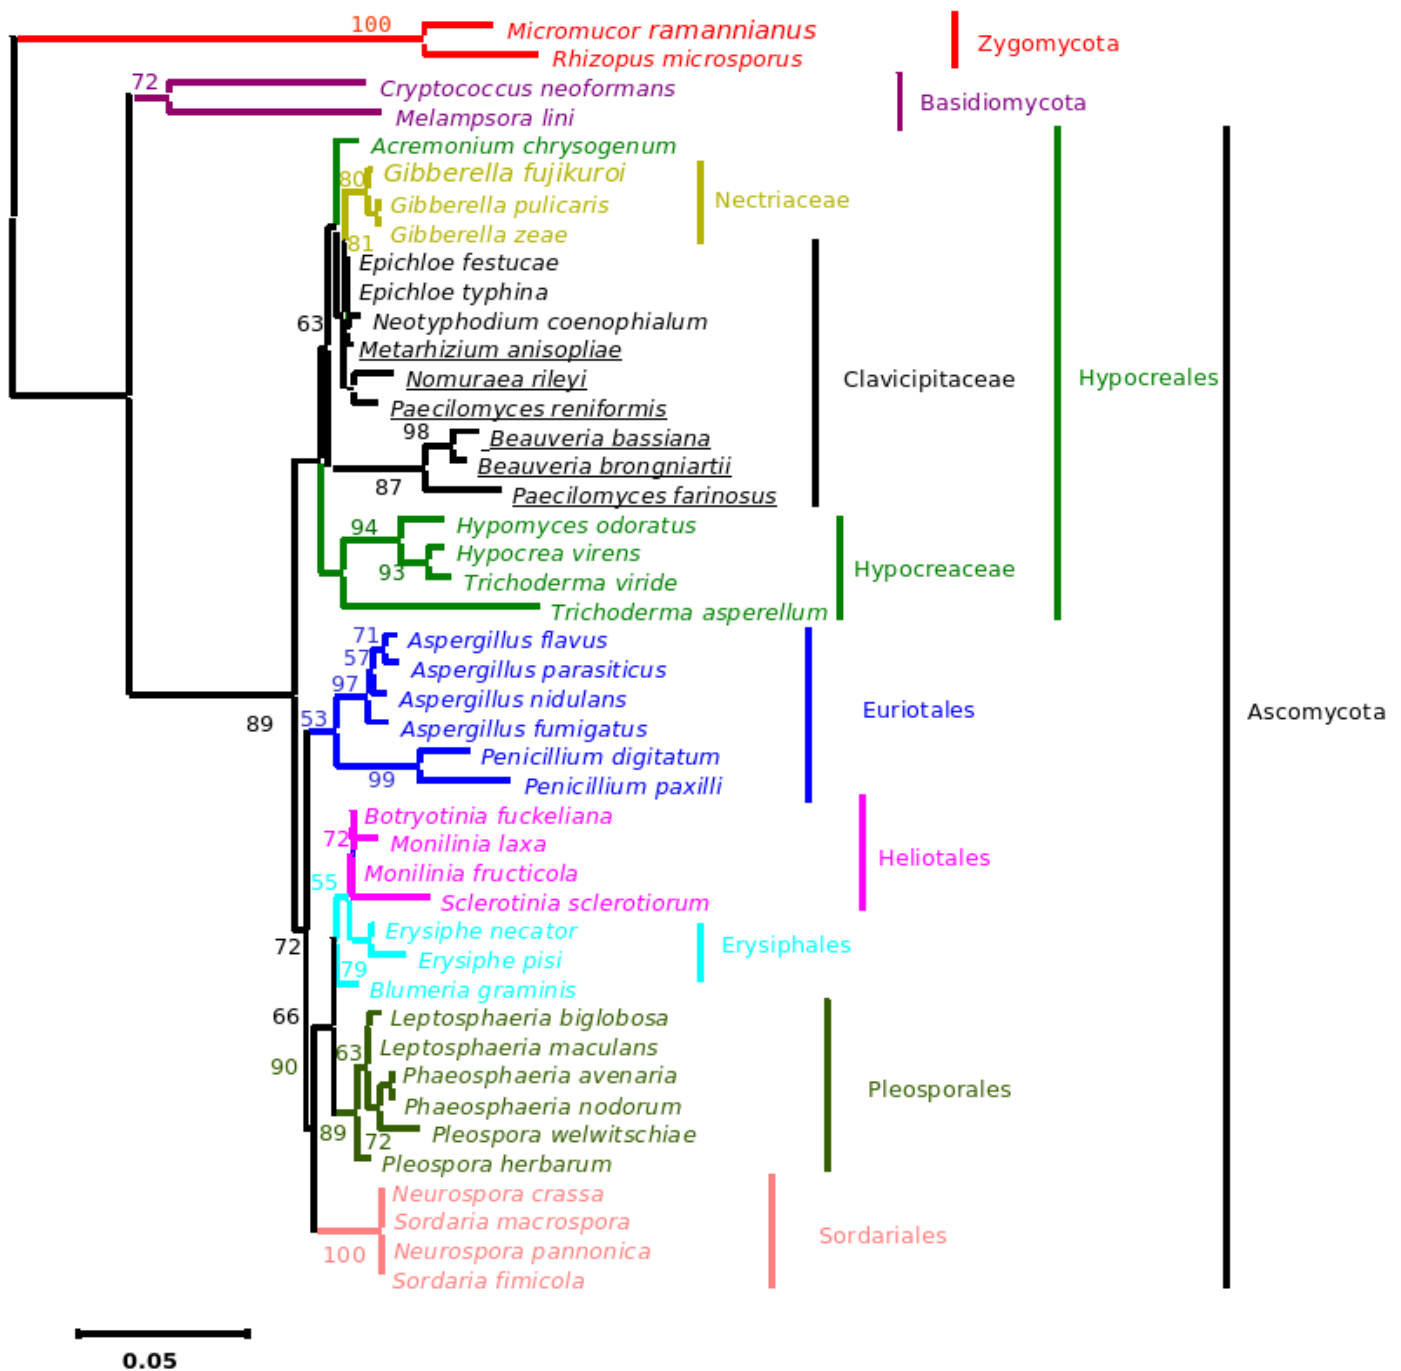 100
Micromucor ramannianus
Rhizopus microsporus
Zygomycota
72
Cryptococcus neoformans
Melampsora lini
Basidiomycota
Acremonium chrysogenum
80
Gibberella fujikuroi
Gibberella pulicaris
Gibberella zeae
81
Nectriaceae
Epichloe festucae
Epichloe typhina
63
Neotyphodium coenophialum
Metarhizium anisopliae
Nomuraea rileyi
Paecilomyces reniformis
Clavicipitaceae
Hypocreales
98
Beauveria bassiana
Beauveria brongniartii
87
Paecilomyces farinosus
94
Hypomyces odoratus
Hypocrea virens
93
Trichoderma viride
Trichoderma asperellum
Hypocreaceae
71
Aspergillus flavus
57
Aspergillus parasiticus
97
Aspergillus nidulans
89
53
Aspergillus fumigatus
Penicillium digitatum
99
Penicillium paxilli
Euriotales
Ascomycota
Botryotinia fuckeliana
72
Monilinia laxa
Monilinia fructicola
55
Sclerotinia sclerotiorum
Heliotales
Erysiphe necator
72
Erysiphe pisi
79
Blumeria graminis
Erysiphales
66
Leptosphaeria biglobosa
63
Leptosphaeria maculans
90
Phaeosphaeria avenaria
Phaeosphaeria nodorum
89
72
Pleospora welwitschiae
Pleospora herbarum
Pleosporales
Neurospora crassa
Sordaria macrospora
100
Neurospora pannonica
Sordaria fimicola
Sordariales
0.05